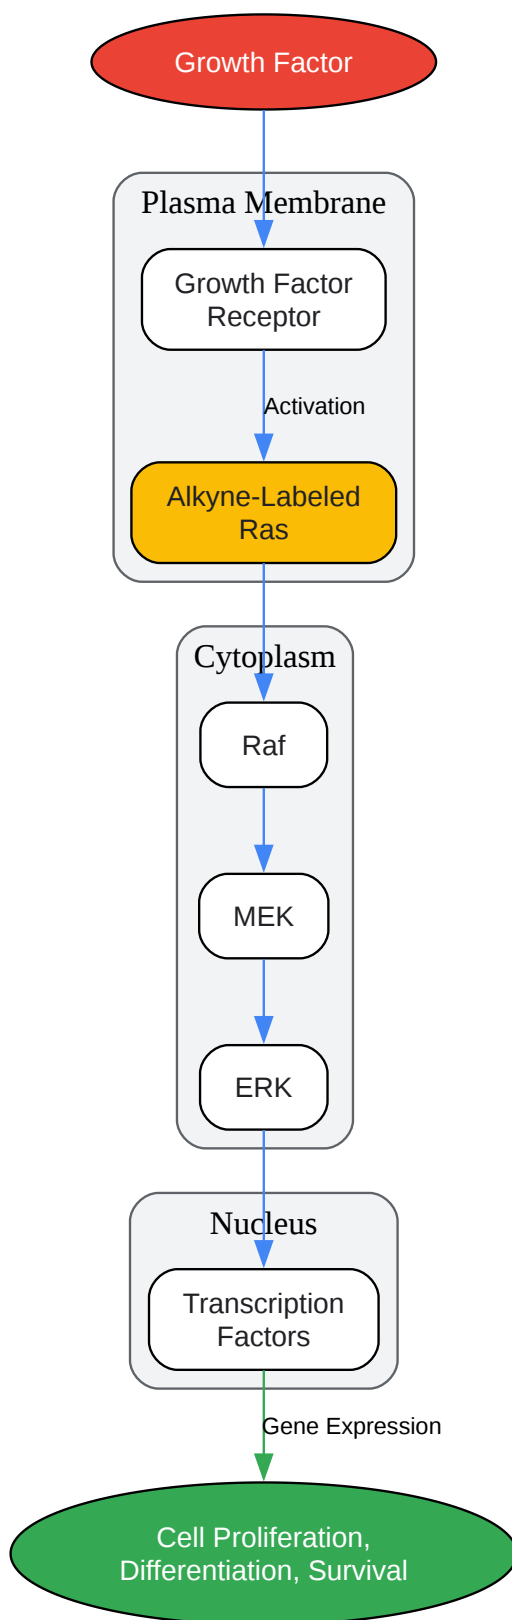 Growth Factor
Plasma Membrane
Growth Factor
Receptor
Activation
Alkyne-Labeled
Ras
Cytoplasm
Raf
MEK
ERK
Nucleus
Transcription
Factors
Gene Expression
Cell Proliferation,
Differentiation, Survival